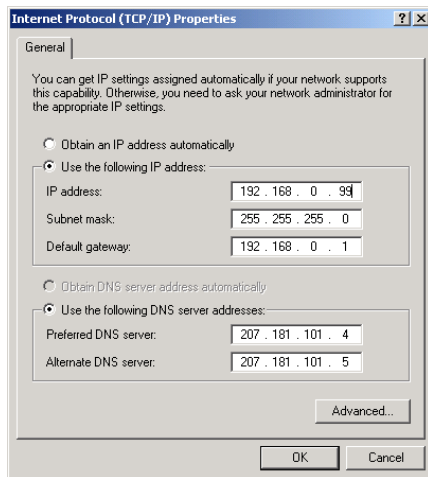 Internet Protocol (TCP/IP) Properties
General
You can get IP settings assigned automatically if your network supports
this capability. Otherwise, you need to ask your network administrator for
the appropriate IP settings.
Obtain an IP address automatically
Use the following IP address:
IP address: 192 . 168 . 0 . 99
Subnet mask: 255 . 255 . 255 . 0
Default gateway: 192 . 168 . 0 . 1
Obtain DNS server address automatically
Use the following DNS server addresses:
Preferred DNS server: 207 . 181 . 101 . 4
Alternate DNS server: 207 . 181 . 101 . 5
Advanced...
OK Cancel